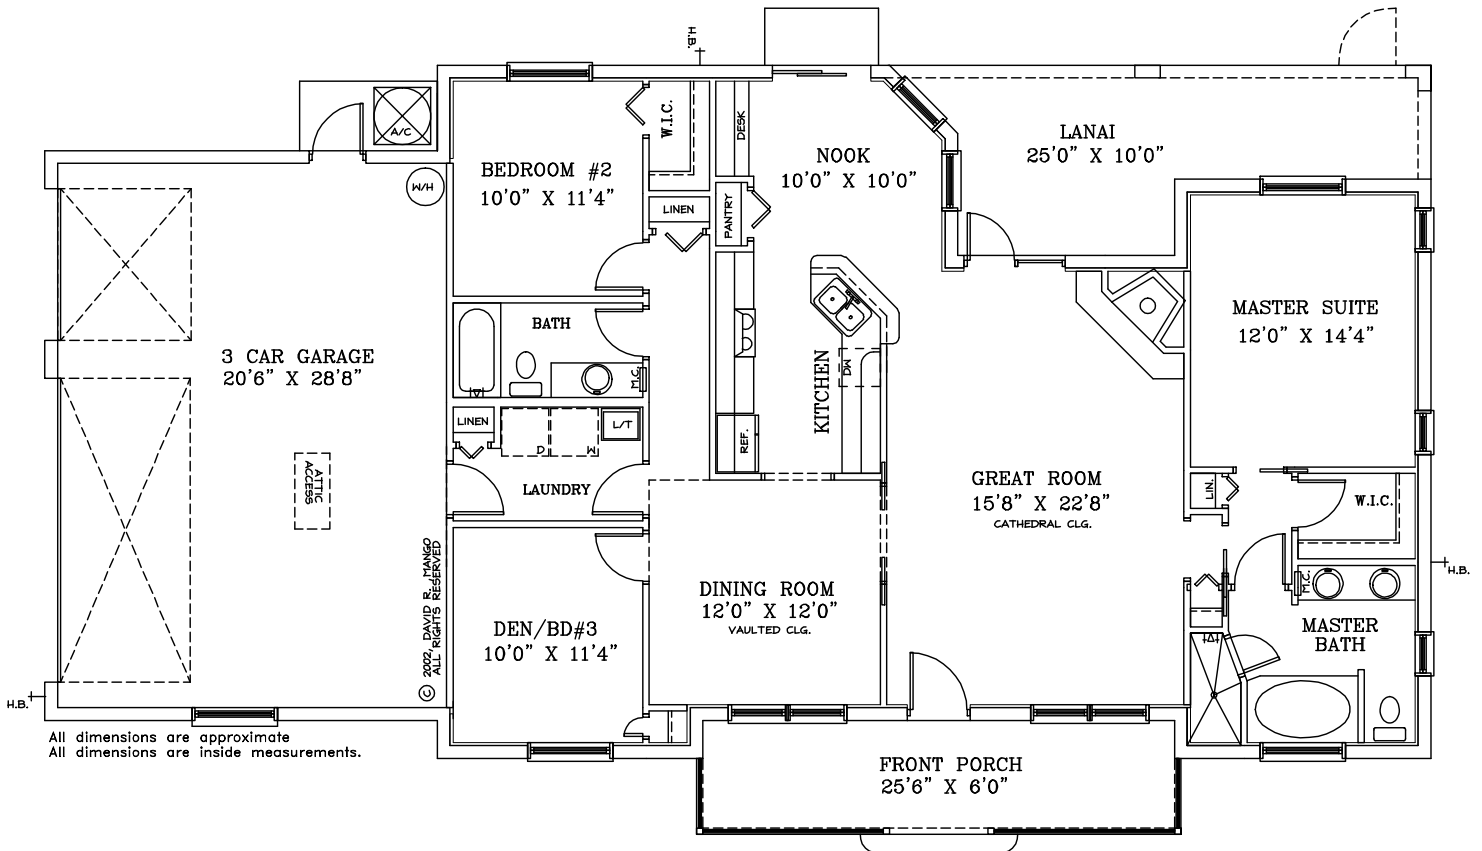 H.B.
A/C
W.I.C.
DESK
LANAI
25'0" X 10'0"
NOOK
10'0" X 10'0"
BEDROOM #2
10'0" X 11'4"
W/H
LINEN
PANTRY
MASTER SUITE
12'0" X 14'4"
BATH
3 CAR GARAGE
20'6" X 28'8"
KITCHEN
DW
M.C.
LINEN
D
W
L/T
REF.
ATTIC
ACCESS
LAUNDRY
GREAT ROOM
15'8" X 22'8"
CATHEDRAL CLG.
LIN.
W.I.C.
H.B.
© 2002, DAVID R. MANGO
ALL RIGHTS RESERVED
DINING ROOM
12'0" X 12'0"
VAULTED CLG.
M.C.
DEN/BD#3
10'0" X 11'4"
MASTER
BATH
H.B.
All dimensions are approximate
All dimensions are inside measurements.
FRONT PORCH
25'6" X 6'0"